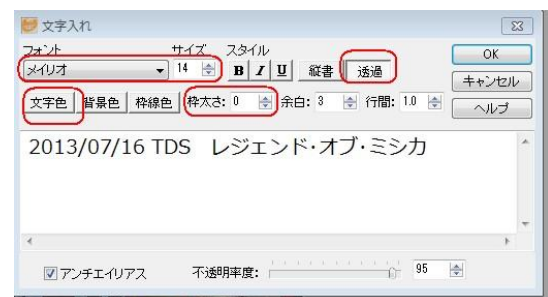 文字入れ
フォント サイズ スタイル
メイリオ 14 B I U 縦書 透過 OK
キャンセル
文字色 背景色 枠線色 枠太さ: 0 余白: 3 行間: 1.0 ヘルプ
2013/07/16 TDS レジェンド・オブ・ミシカ
アンチエイリアス 不透明率度: 95